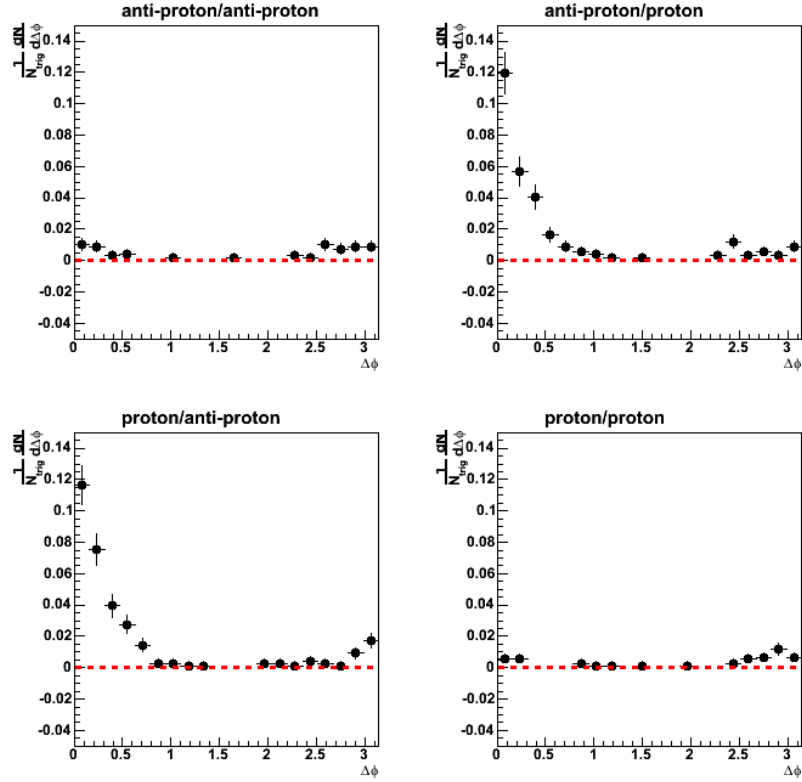 anti-proton/anti-proton
1 dN
N_trig dΔϕ
0.14
0.12
0.1
0.08
0.06
0.04
0.02
0
-0.02
-0.04
0 0.5 1 1.5 2 2.5 3
Δϕ
anti-proton/proton
1 dN
N_trig dΔϕ
0.14
0.12
0.1
0.08
0.06
0.04
0.02
0
-0.02
-0.04
0 0.5 1 1.5 2 2.5 3
Δϕ
proton/anti-proton
1 dN
N_trig dΔϕ
0.14
0.12
0.1
0.08
0.06
0.04
0.02
0
-0.02
-0.04
0 0.5 1 1.5 2 2.5 3
Δϕ
proton/proton
1 dN
N_trig dΔϕ
0.14
0.12
0.1
0.08
0.06
0.04
0.02
0
-0.02
-0.04
0 0.5 1 1.5 2 2.5 3
Δϕ